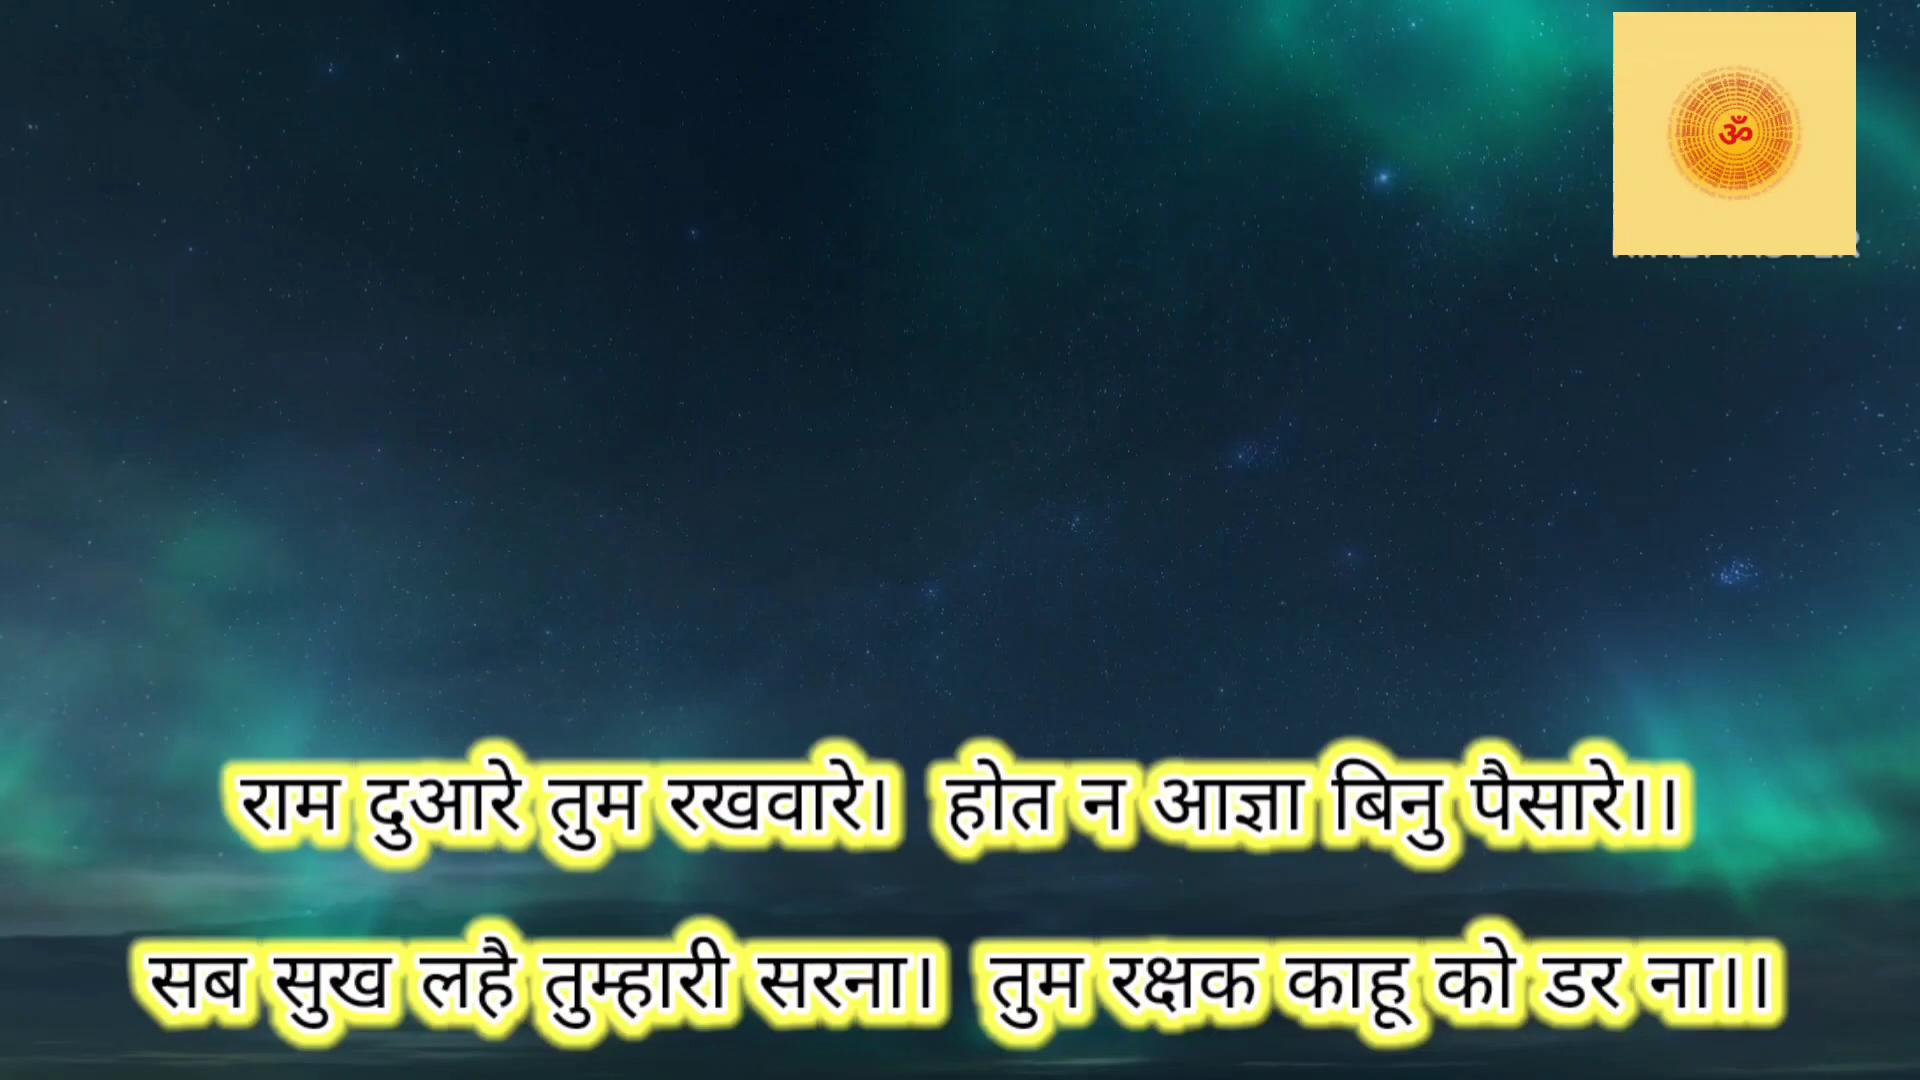 ॐ
राम दुआरे तुम रखवारे। होत न आज्ञा बिनु पैसारे।।
सब सुख लहै तुम्हारी सरना। तुम रक्षक काहू को डर ना।।